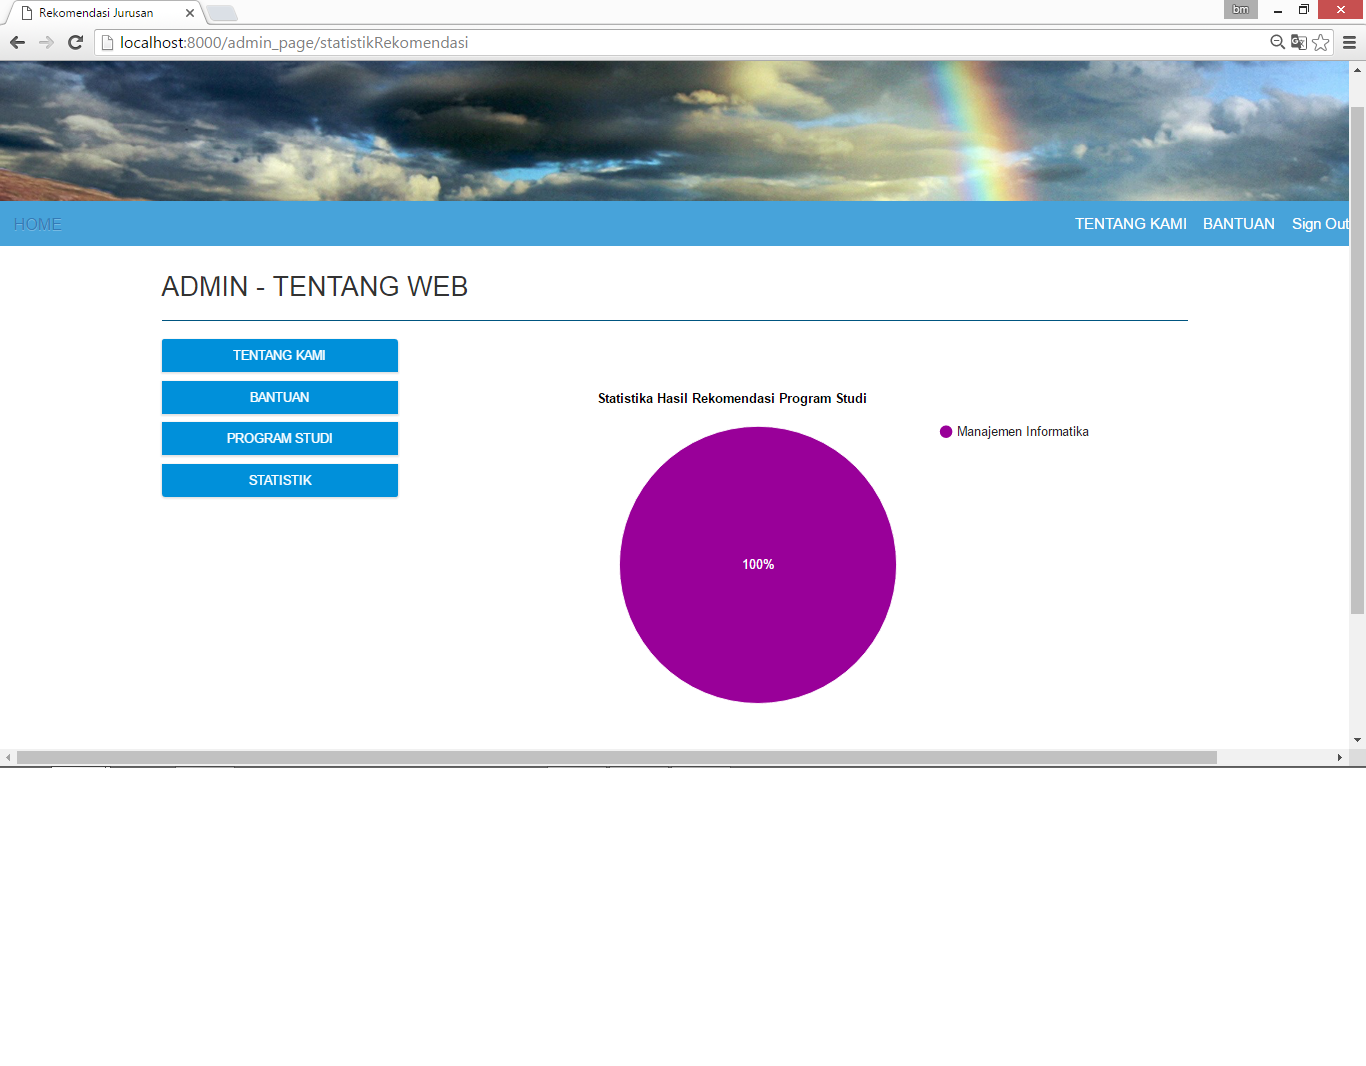 Rekomendasi Jurusan
bm
localhost:8000/admin_page/statistikRekomendasi
HOME
TENTANG KAMI BANTUAN Sign Out
ADMIN - TENTANG WEB
TENTANG KAMI
BANTUAN
PROGRAM STUDI
STATISTIK
Statistika Hasil Rekomendasi Program Studi
Manajemen Informatika
100%